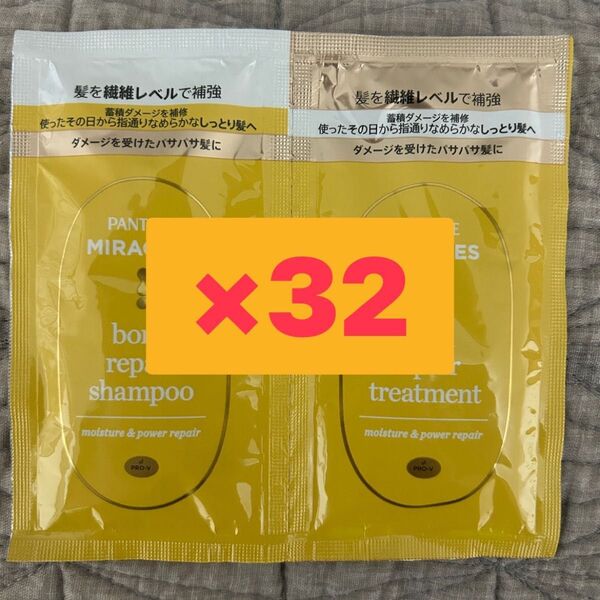 髪を繊維レベルで補強
蓄積ダメージを補修
使ったその日から指通りなめらかなしっとり髪へ
ダメージを受けたパサパサ髪に
moisture & power repair
shampoo
PRO-V
髪を繊維レベルで補強
蓄積ダメージを補修
使ったその日から指通りなめらかなしっとり髪へ
ダメージを受けたパサパサ髪に
treatment
moisture & power repair
PRO-V
×32